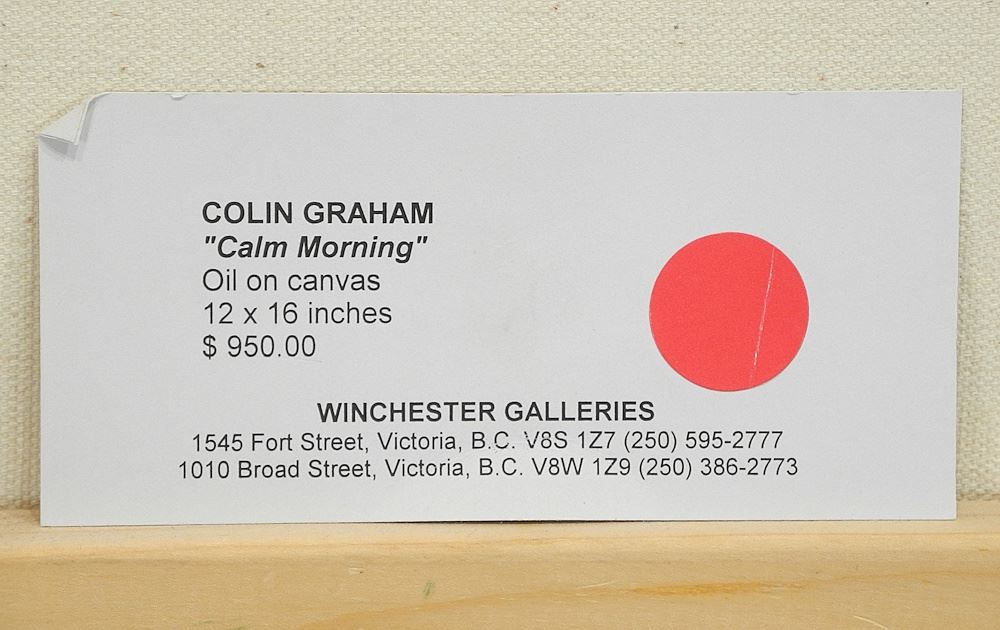 COLIN GRAHAM
"Calm Morning"
Oil on canvas
12 x 16 inches
$ 950.00
WINCHESTER GALLERIES
1545 Fort Street, Victoria, B.C. V8S 1Z7 (250) 595-2777
1010 Broad Street, Victoria, B.C. V8W 1Z9 (250) 386-2773